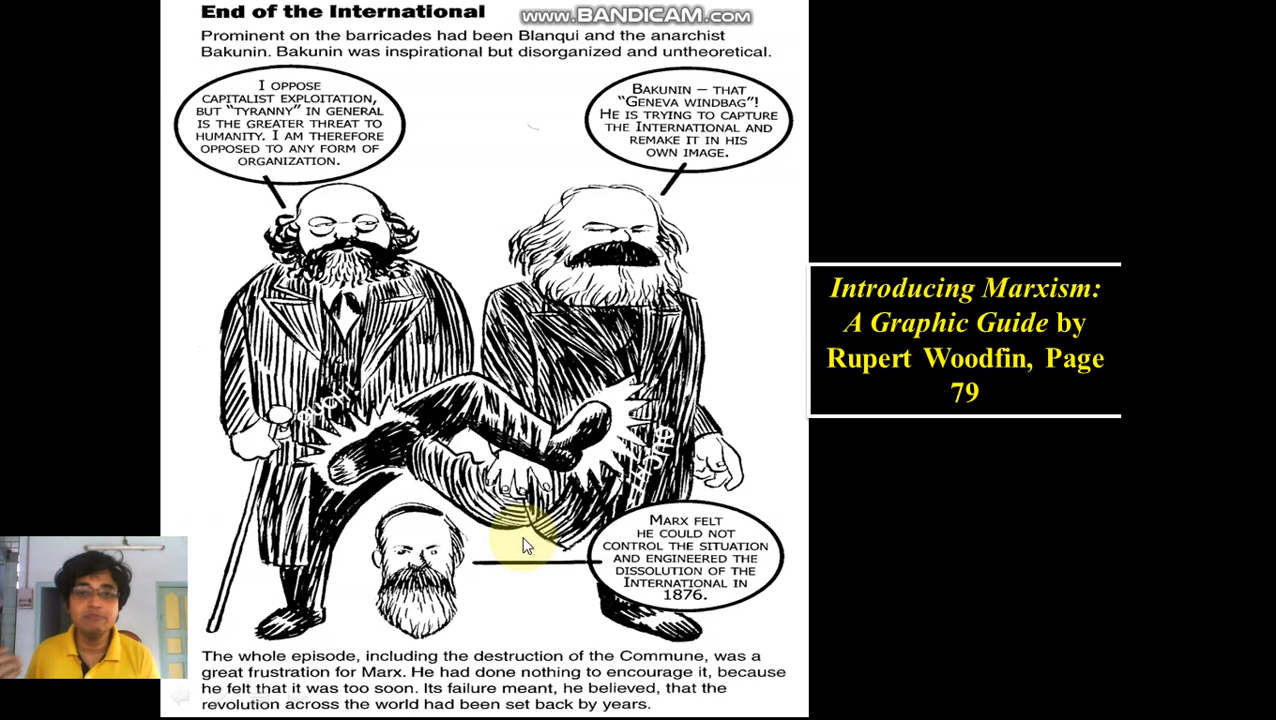 End of the International
www.BANDICAM.com
Prominent on the barricades had been Blanqui and the anarchist
Bakunin. Bakunin was inspirational but disorganized and untheoretical.
I OPPOSE
CAPITALIST EXPLOITATION,
BUT “TYRANNY” IN GENERAL
IS THE GREATER THREAT TO
HUMANITY. I AM THEREFORE
OPPOSED TO ANY FORM OF
ORGANIZATION.
BAKUNIN – THAT
“GENEVA WINDBAG”!
HE IS TRYING TO CAPTURE
THE INTERNATIONAL AND
REMAKE IT IN HIS
OWN IMAGE.
OUCH!
OUCH!
MARX FELT
HE COULD NOT
CONTROL THE SITUATION
AND ENGINEERED THE
DISSOLUTION OF THE
INTERNATIONAL IN
1876.
The whole episode, including the destruction of the Commune, was a
great frustration for Marx. He had done nothing to encourage it, because
he felt that it was too soon. Its failure meant, he believed, that the
revolution across the world had been set back by years.
Introducing Marxism:
A Graphic Guide by
Rupert Woodfin, Page
79